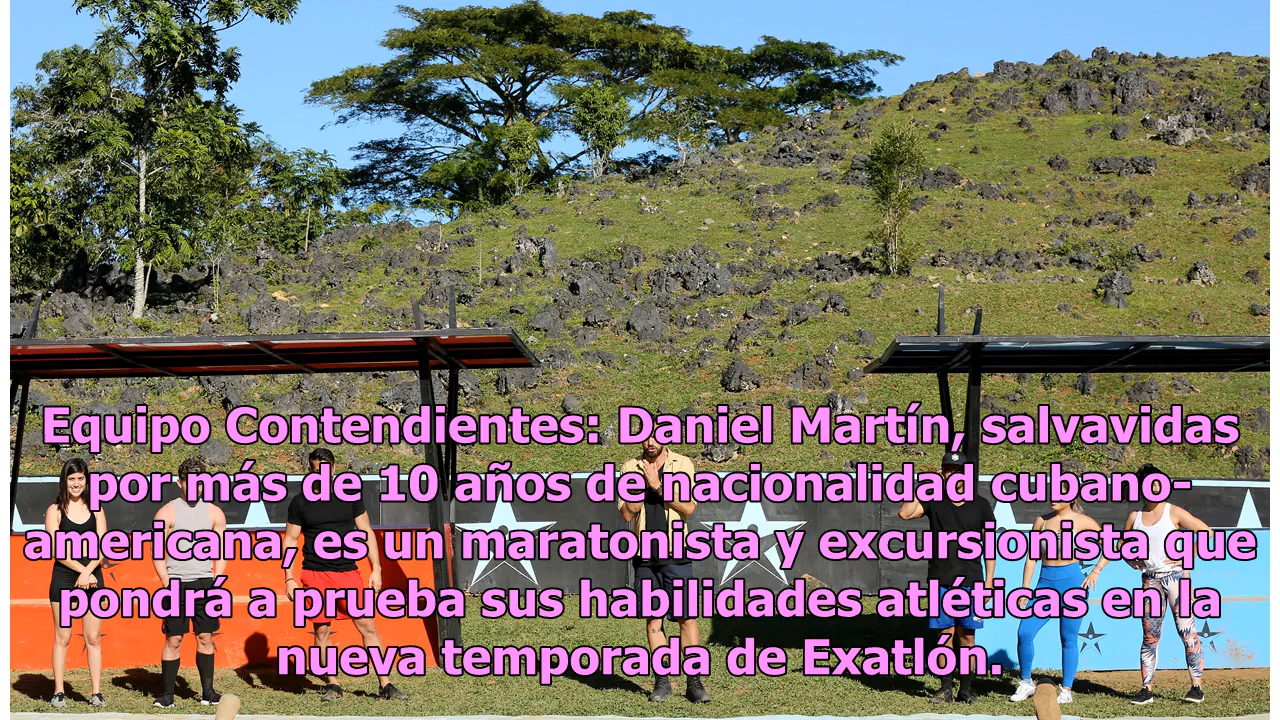 Equipo Contendientes: Daniel Martín, salvavidas
por más de 10 años de nacionalidad cubano-
americana, es un maratonista y excursionista que
pondrá a prueba sus habilidades atléticas en la
nueva temporada de Exatlón.